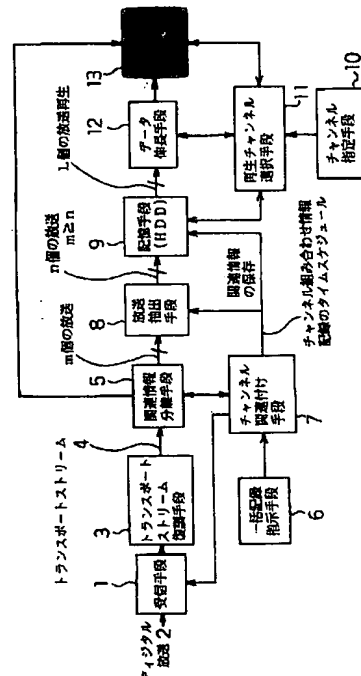 ディジタル
放送 2
1
受信手段
3
トランスポート
ストリーム
復調手段
トランスポートストリーム
4
5
関連情報
分離手段
m個の放送
8
放送
抽出
手段
n個の放送
m≧n
9
記憶手段
(HDD)
L個の放送再生
12
データ
伸長手段
13
6
一括記録
指示手段
チャンネル
関連付け
手段
7
関連情報
の保存
チャンネル組み合わせ情報
記録のタイムスケジュール
再生チャンネル
選択手段
11
チャンネル
指定手段
10